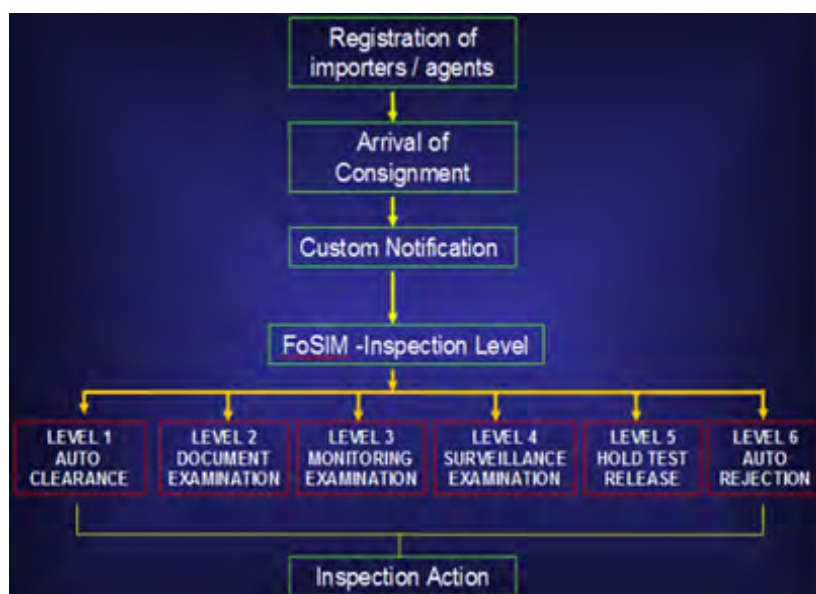 Registration of
importers / agents
Arrival of
Consignment
Custom Notification
FoSIM -Inspection Level
LEVEL 1
AUTO
CLEARANCE
LEVEL 2
DOCUMENT
EXAMINATION
LEVEL 3
MONITORING
EXAMINATION
LEVEL 4
SURVEILLANCE
EXAMINATION
LEVEL 5
HOLD TEST
RELEASE
LEVEL 6
AUTO
REJECTION
Inspection Action